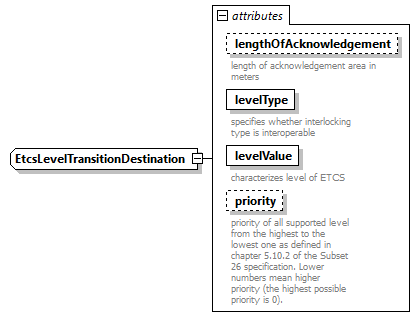 attributes
lengthOfAcknowledgement
length of acknowledgement area in
meters
levelType
specifies whether interlocking
type is interoperable
EtcsLevelTransitionDestination
levelValue
characterizes level of ETCS
priority
priority of all supported level
from the highest to the
lowest one as defined in
chapter 5.10.2 of the Subset
26 specification. Lower
numbers mean higher
priority (the highest possible
priority is 0).